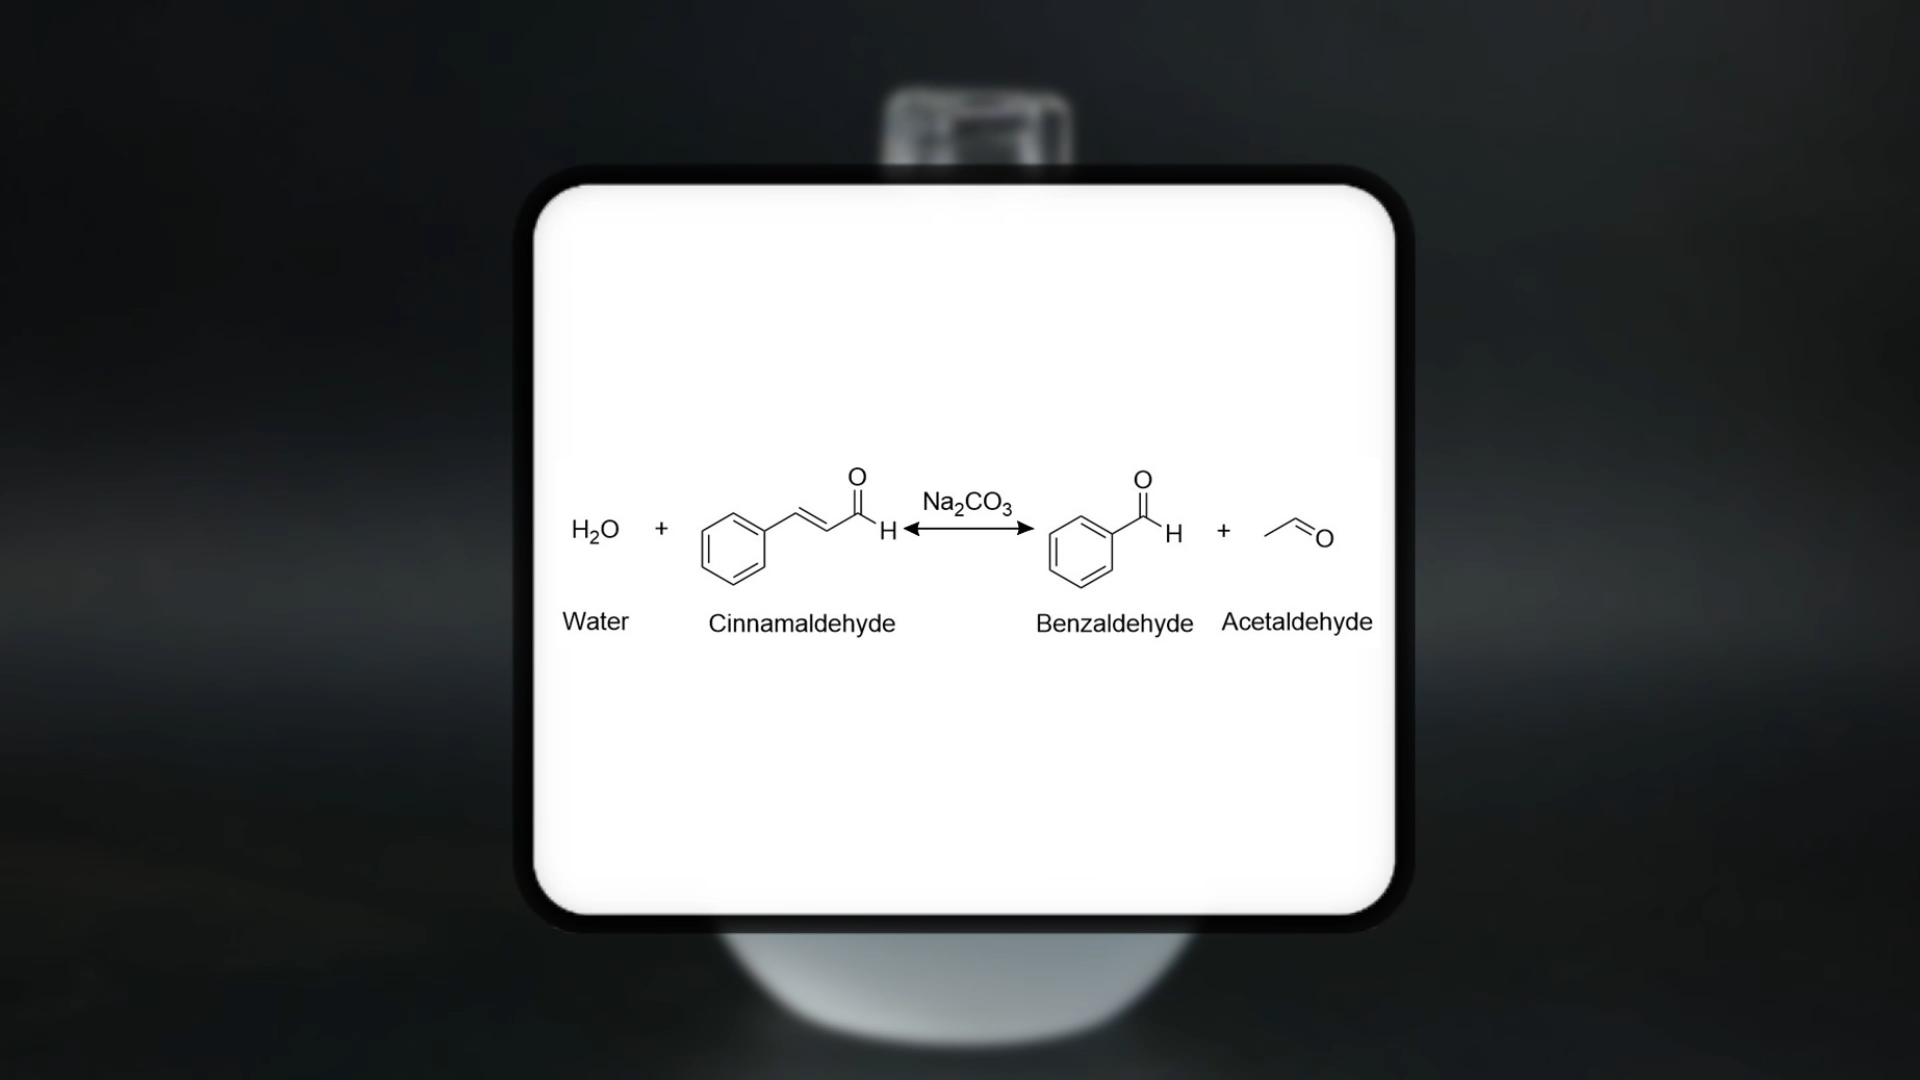 O
O
Na₂CO₃
H₂O + H H + O
Water Cinnamaldehyde Benzaldehyde Acetaldehyde